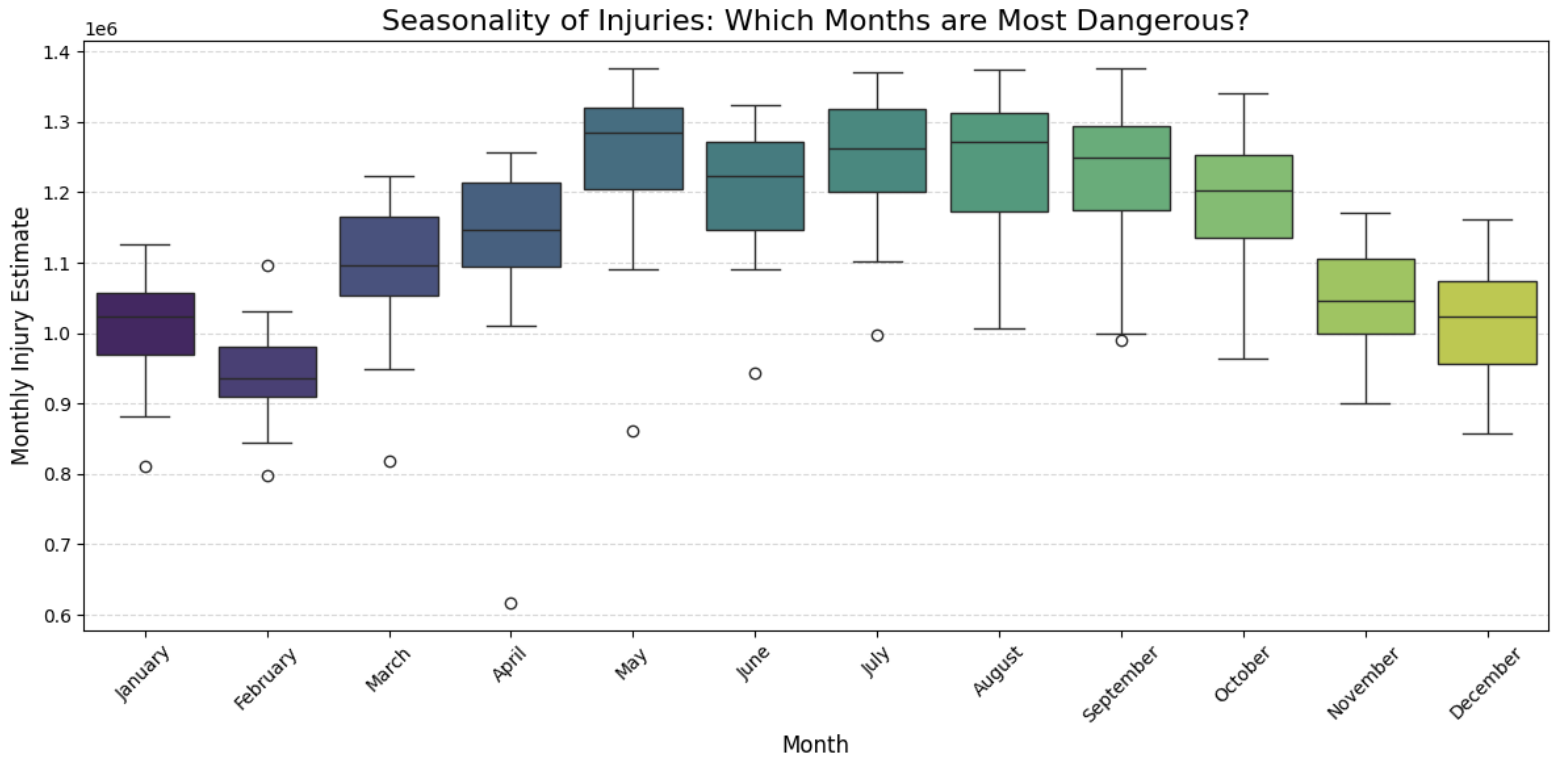 Seasonality of Injuries: Which Months are Most Dangerous?
1e6
1.4
1.3
1.2
1.1
1.0
0.9
0.8
0.7
0.6
Monthly Injury Estimate
January
February
March
April
May
June
July
August
September
October
November
December
Month